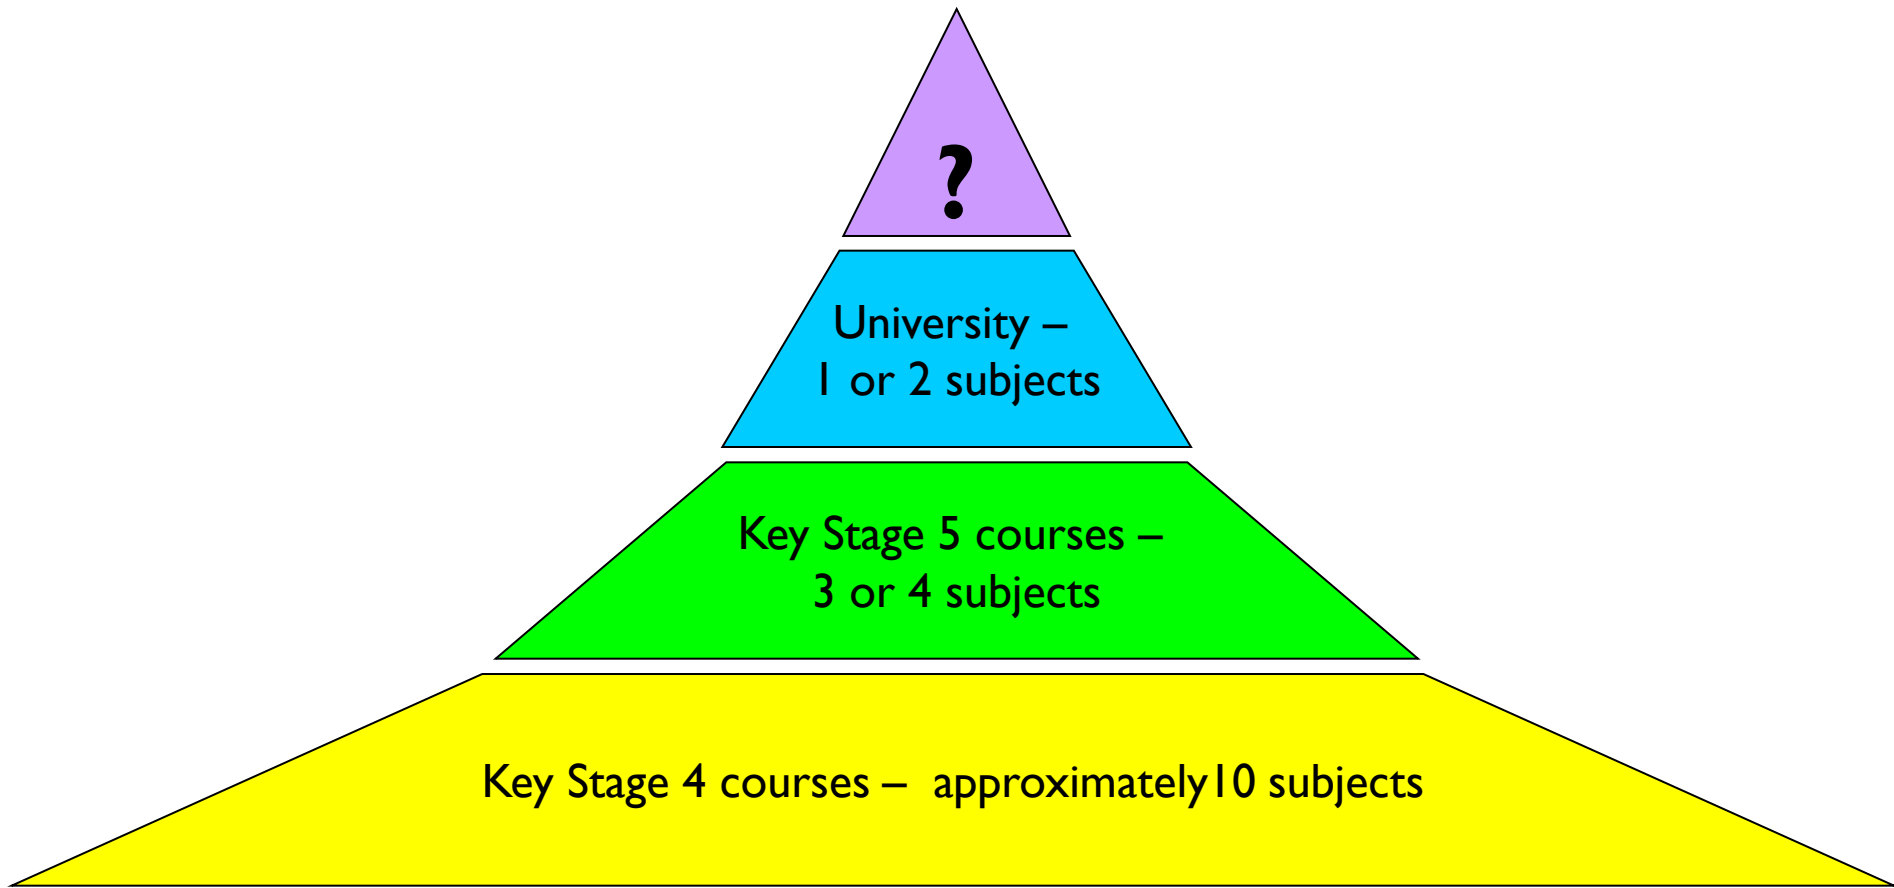 ?
University –
1 or 2 subjects
Key Stage 5 courses –
3 or 4 subjects
Key Stage 4 courses –  approximately10 subjects